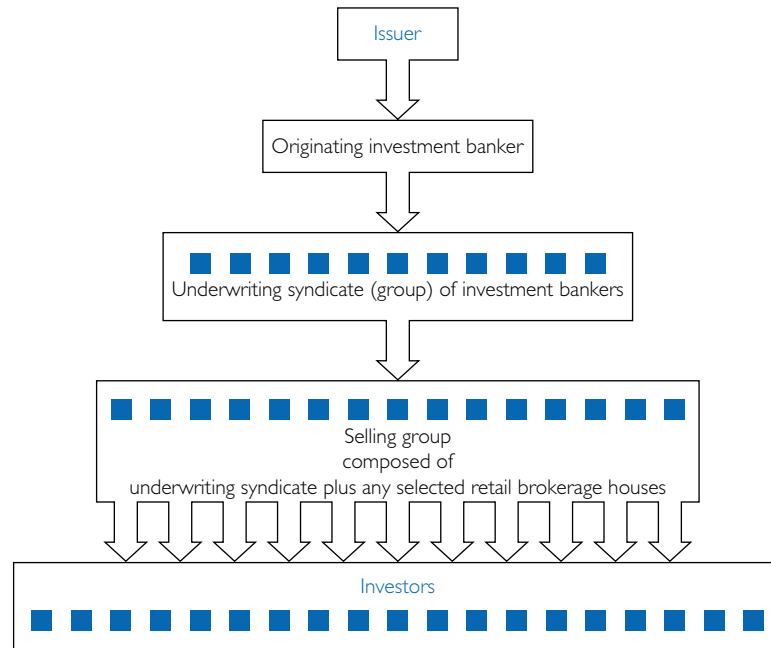 Issuer
Originating investment banker
Underwriting syndicate (group) of investment bankers
Selling group
composed of
underwriting syndicate plus any selected retail brokerage houses
Investors